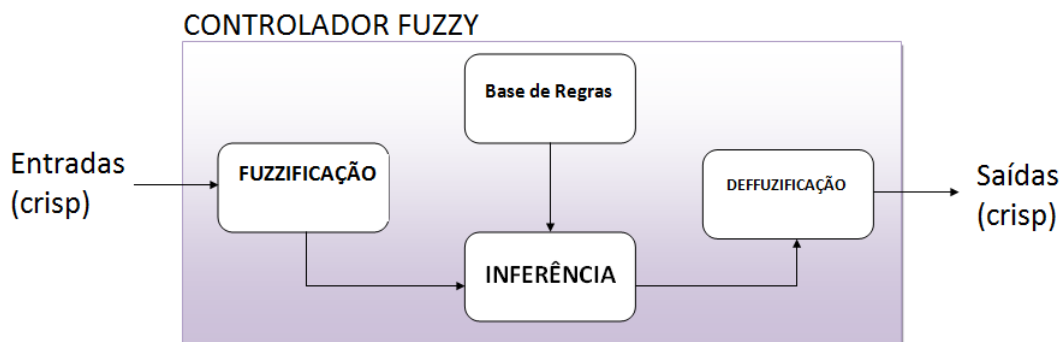 CONTROLADOR FUZZY
Base de Regras
Entradas
(crisp)
FUZZIFICAÇÃO
DEFFUZIFICAÇÃO
Saídas
(crisp)
INFERÊNCIA